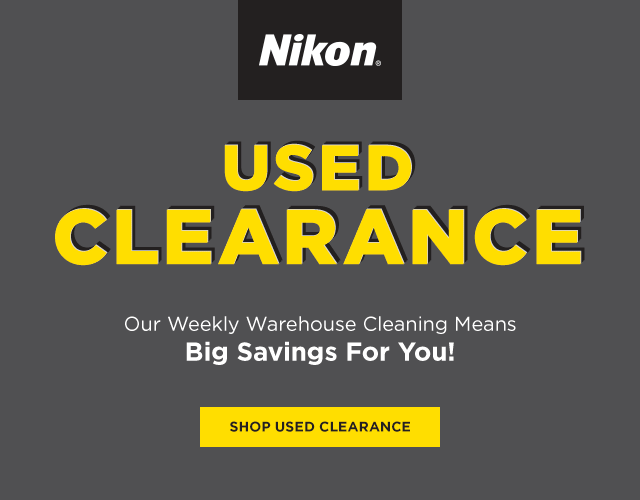 Nikon®
USED
CLEARANCE
Our Weekly Warehouse Cleaning Means
Big Savings For You!
SHOP USED CLEARANCE